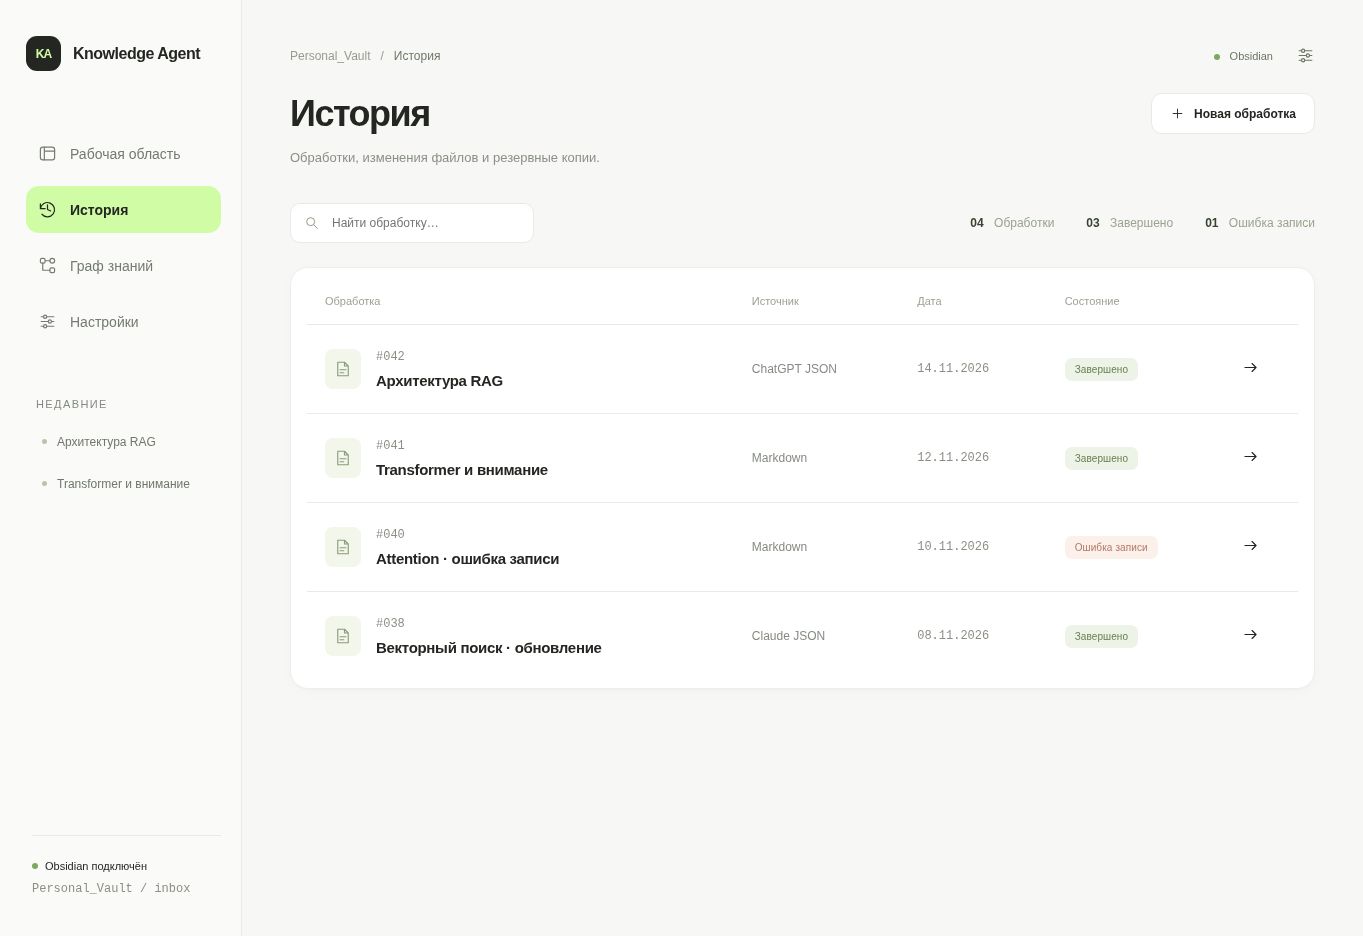 KA
Knowledge Agent
Рабочая область
История
Граф знаний
Настройки
НЕДАВНИЕ
Архитектура RAG
Transformer и внимание
Obsidian подключён
Personal_Vault / inbox
Personal_Vault / История
Obsidian
История
Новая обработка
Обработки, изменения файлов и резервные копии.
Найти обработку...
04 Обработки 03 Завершено 01 Ошибка записи
Обработка Источник Дата Состояние
#042
Архитектура RAG ChatGPT JSON 14.11.2026 Завершено
#041
Transformer и внимание Markdown 12.11.2026 Завершено
#040
Attention · ошибка записи Markdown 10.11.2026 Ошибка записи
#038
Векторный поиск · обновление Claude JSON 08.11.2026 Завершено